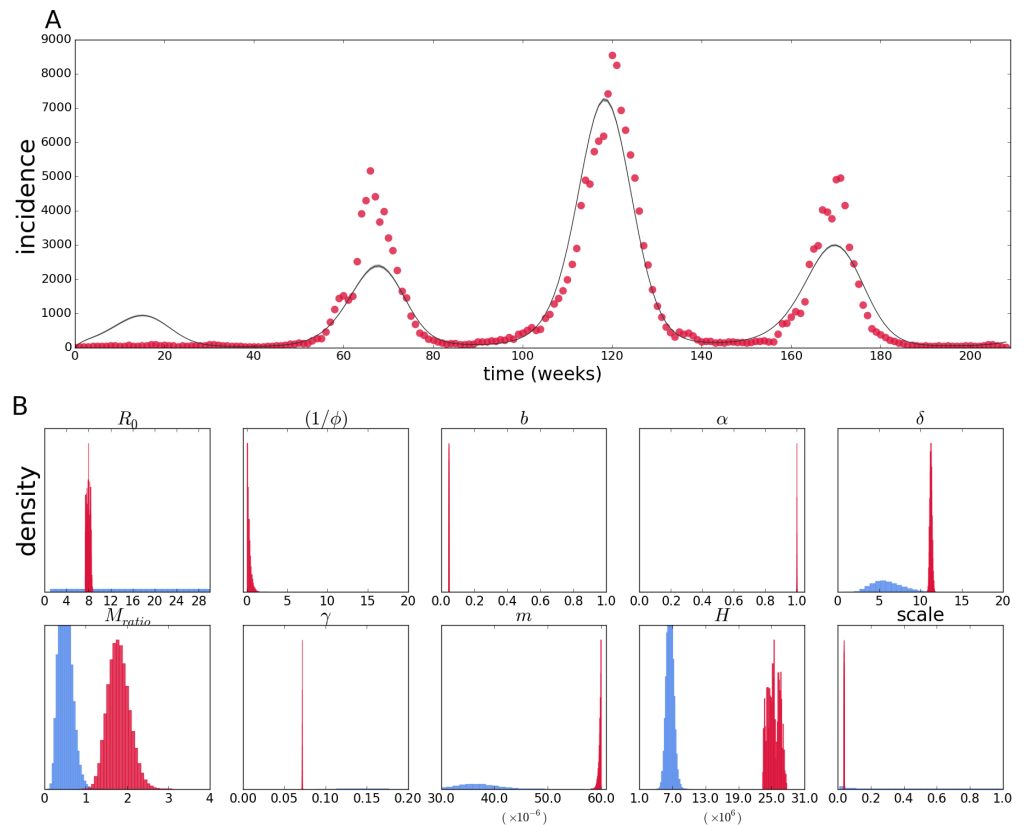 A
9000
8000
7000
6000
5000
4000
3000
2000
1000
0
incidence
0 20 40 60 80 100 120 140 160 180 200
time (weeks)
B
density
R_0 (1/ϕ) b α δ
0 4 8 12 16 20 24 28 0 5 10 15 20 0.0 0.2 0.4 0.6 0.8 1.0 0.0 0.2 0.4 0.6 0.8 1.0 0 5 10 15 20
M_ratio γ m H scale
0 1 2 3 4 0.00 0.05 0.10 0.15 0.20 30.0 40.0 50.0 60.0 1.0 7.0 13.0 19.0 25.0 31.0 0.0 0.2 0.4 0.6 0.8 1.0
(×10⁻⁶) (×10⁶)